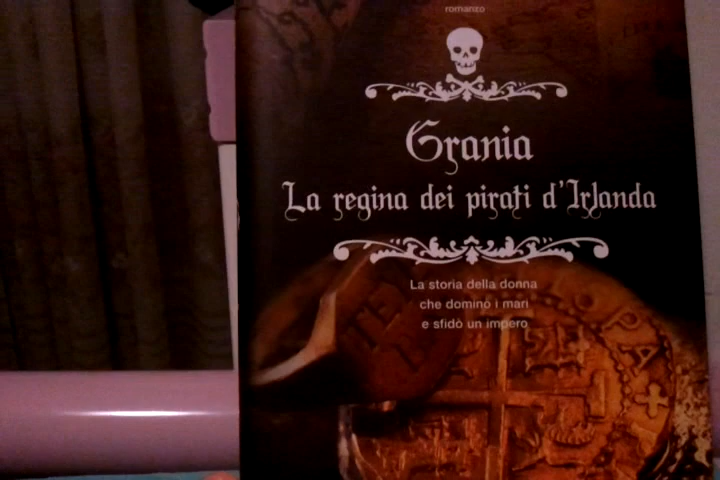 romanzo
Grania
La regina dei pirati d'Irlanda
La storia della donna
che dominò i mari
e sfidò un impero